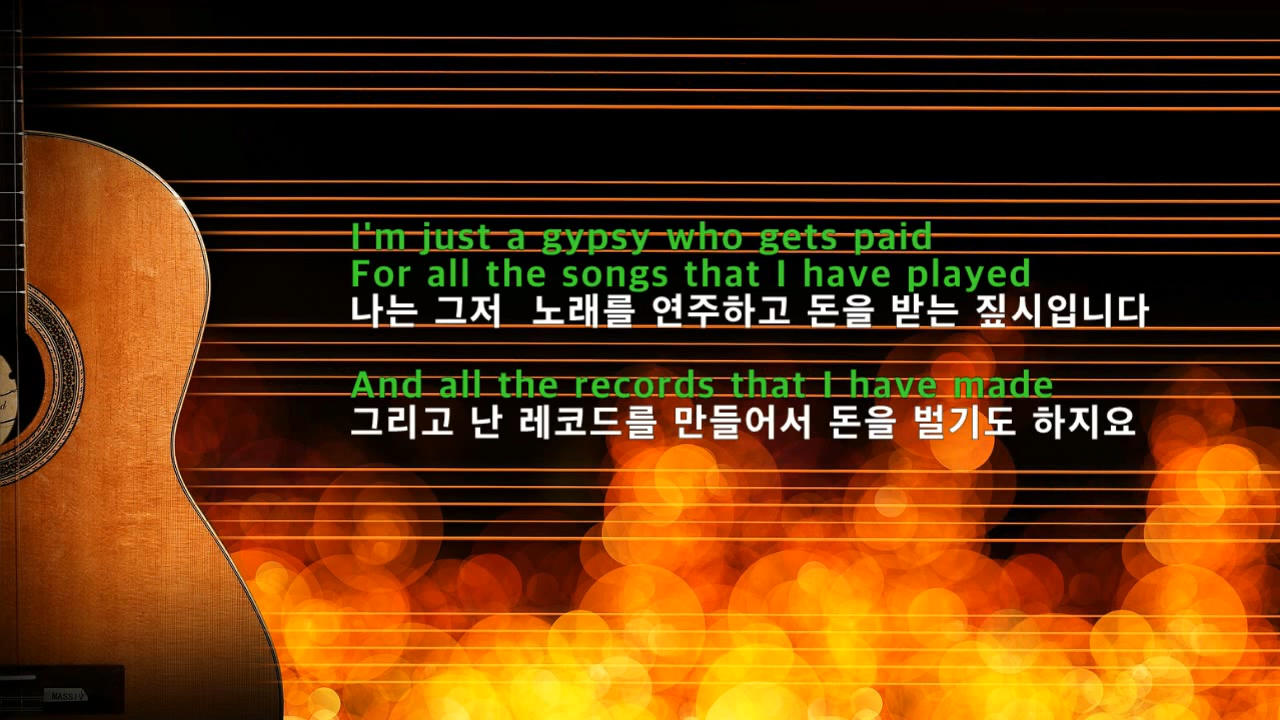 I'm just a gypsy who gets paid
For all the songs that I have played
나는 그저 노래를 연주하고 돈을 받는 짚시입니다
And all the records that I have made
그리고 난 레코드를 만들어서 돈을 벌기도 하지요
MASSIV